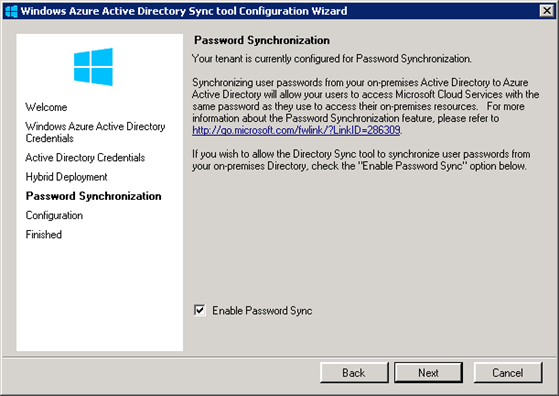 Windows Azure Active Directory Sync tool Configuration Wizard
Welcome
Windows Azure Active Directory
Credentials
Active Directory Credentials
Hybrid Deployment
Password Synchronization
Configuration
Finished
Password Synchronization
Your tenant is currently configured for Password Synchronization.
Synchronizing user passwords from your on-premises Active Directory to Azure
Active Directory will allow your users to access Microsoft Cloud Services with the
same password as they use to access their on-premises resources. For more
information about the Password Synchronization feature, please refer to
http://go.microsoft.com/fwlink/?LinkID=286309.
If you wish to allow the Directory Sync tool to synchronize user passwords from
your on-premises Directory, check the "Enable Password Sync" option below.
Enable Password Sync
Back
Next
Cancel